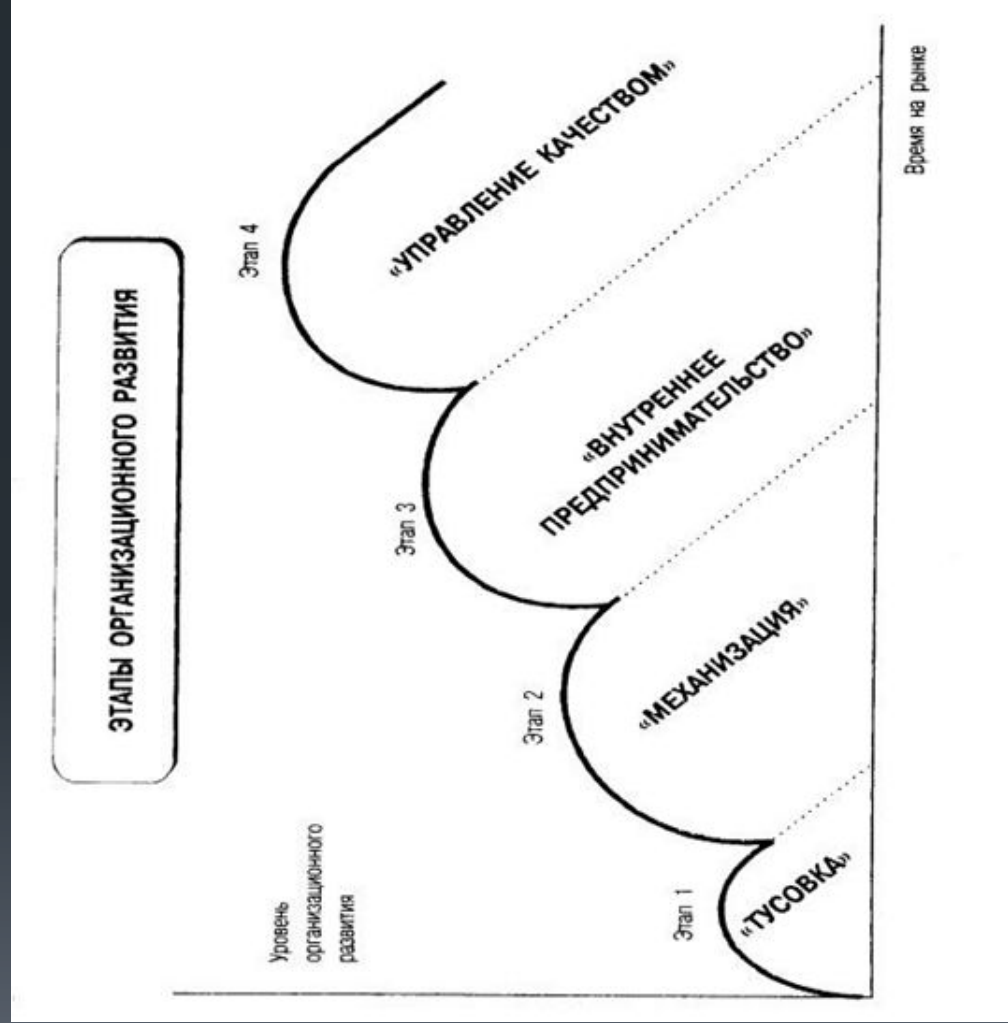 ЭТАПЫ ОРГАНИЗАЦИОННОГО РАЗВИТИЯ
Уровень
организационного
развития
Этап 1
«ТУСОВКА»
Этап 2
«МЕХАНИЗАЦИЯ»
Этап 3
«ВНУТРЕННЕЕ
ПРЕДПРИНИМАТЕЛЬСТВО»
Этап 4
«УПРАВЛЕНИЕ КАЧЕСТВОМ»
Время на рынке